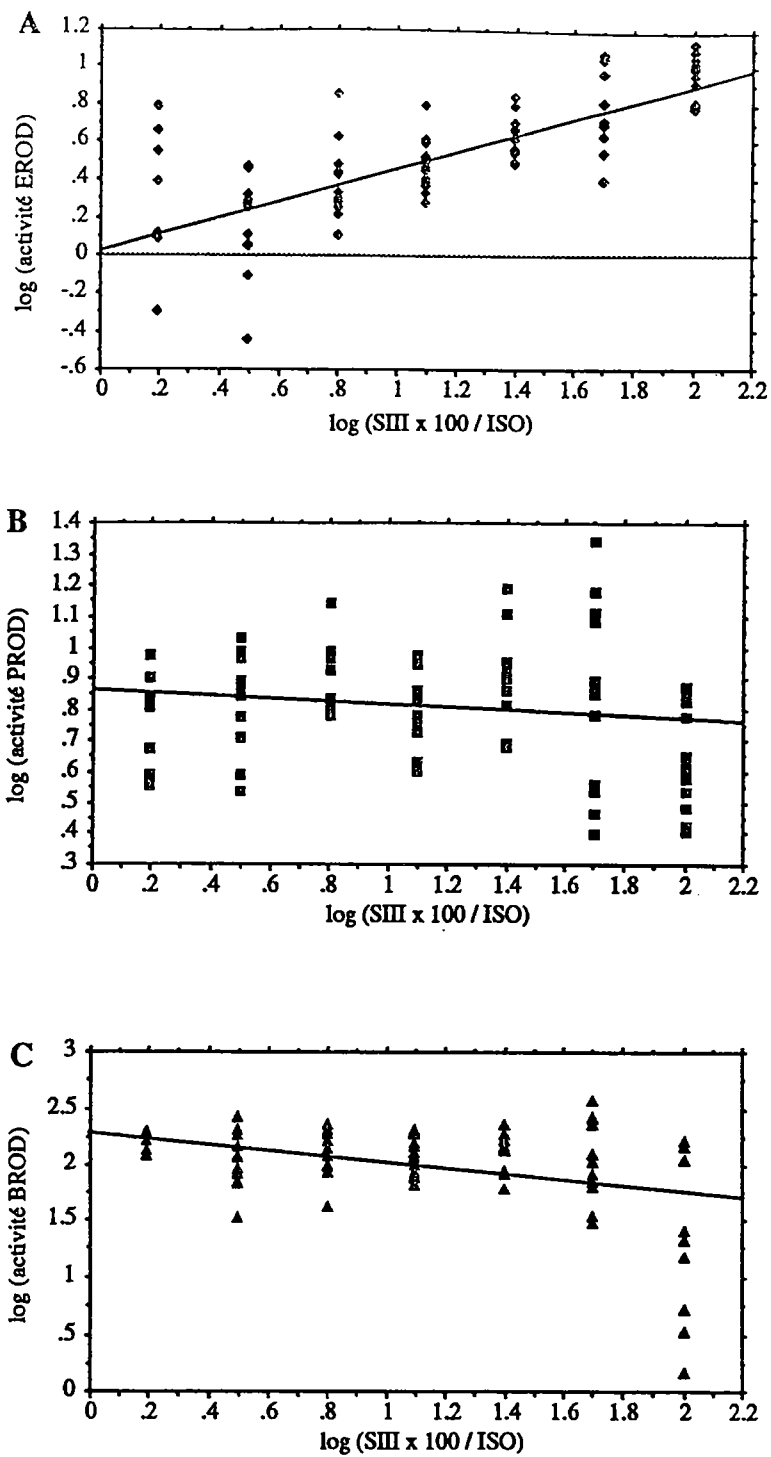 A
1.2
1
.8
.6
.4
.2
0
-.2
-.4
-.6
log (activité EROD)
0 .2 .4 .6 .8 1 1.2 1.4 1.6 1.8 2 2.2
log (SIII x 100 / ISO)
B
1.4
1.3
1.2
1.1
1
.9
.8
.7
.6
.5
.4
.3
log (activité PROD)
0 .2 .4 .6 .8 1 1.2 1.4 1.6 1.8 2 2.2
log (SIII x 100 / ISO)
C
3
2.5
2
1.5
1
.5
0
log (activité BROD)
0 .2 .4 .6 .8 1 1.2 1.4 1.6 1.8 2 2.2
log (SIII x 100 / ISO)